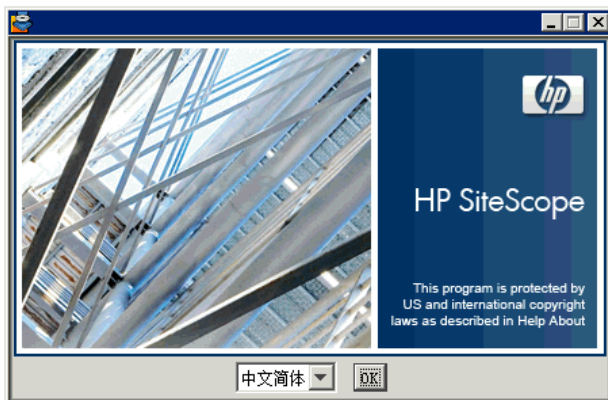 hp
HP SiteScope
This program is protected by
US and international copyright
laws as described in Help About
中文简体
OK